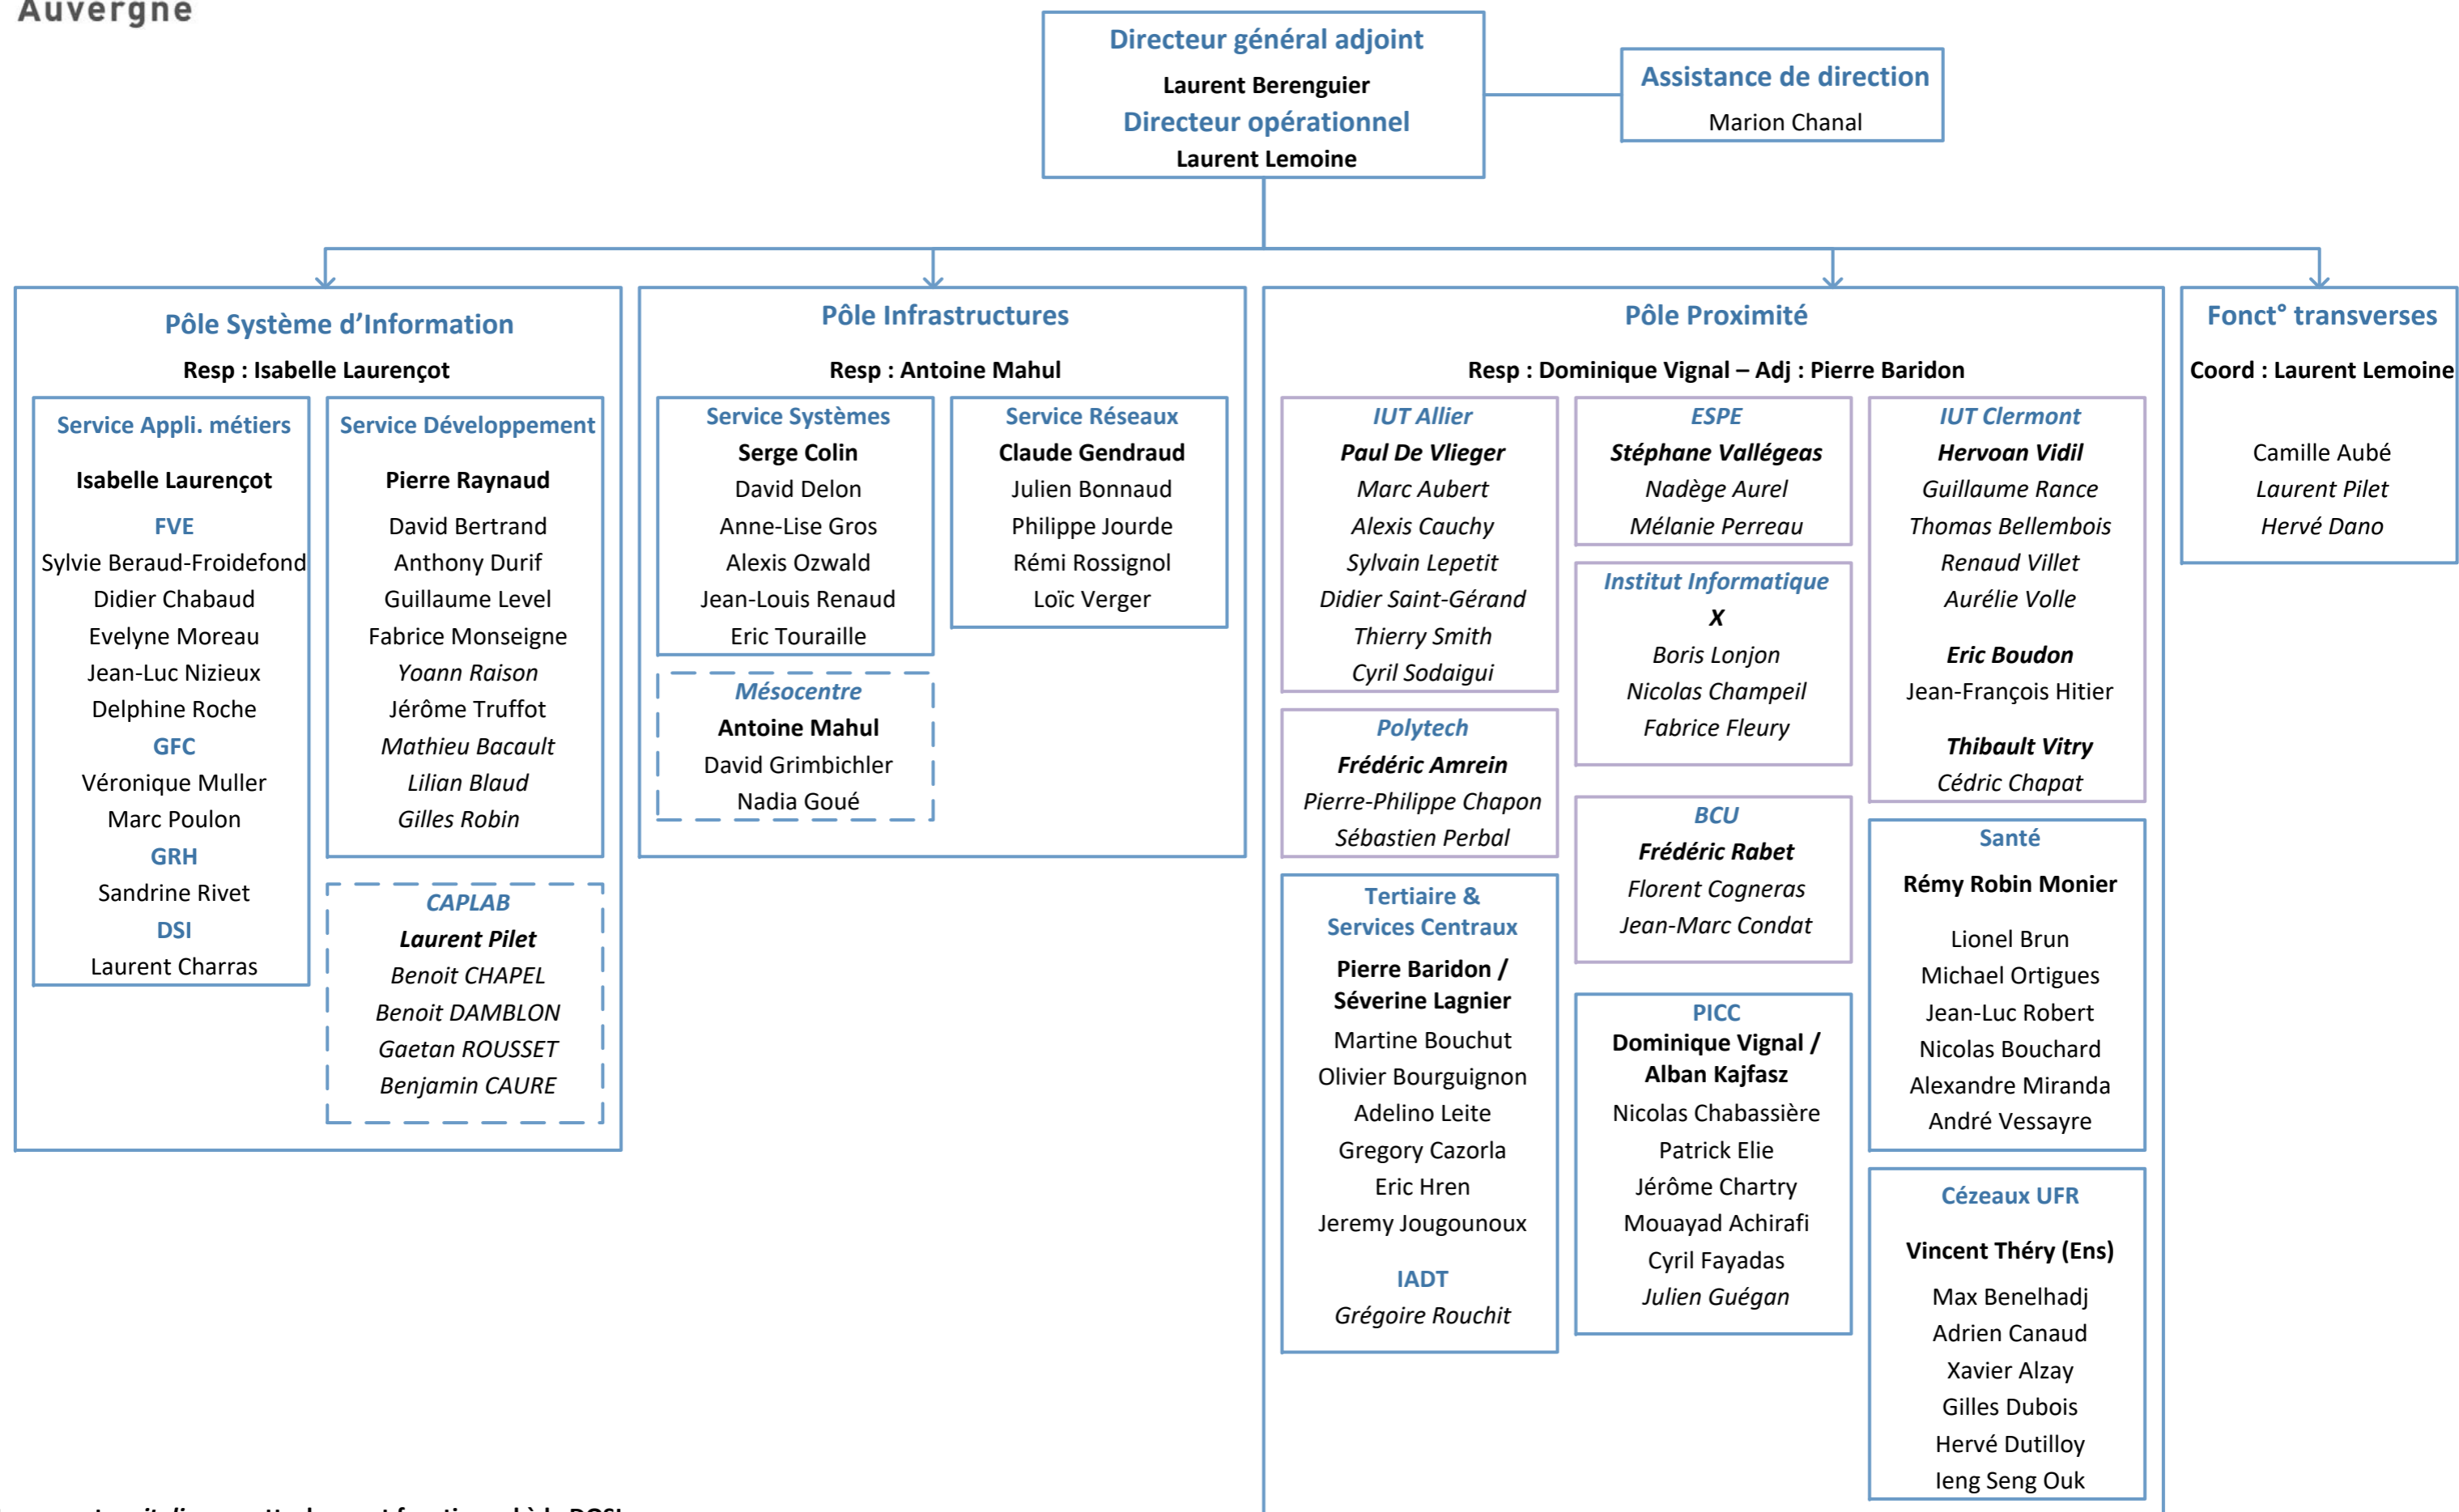 Auvergne
Directeur général adjoint
Laurent Berenguier
Directeur opérationnel
Laurent Lemoine
Assistance de direction
Marion Chanal
Pôle Système d’Information
Resp : Isabelle Laurençot
Service Appli. métiers
Isabelle Laurençot
FVE
Sylvie Beraud-Froidefond
Didier Chabaud
Evelyne Moreau
Jean-Luc Nizieux
Delphine Roche
GFC
Véronique Muller
Marc Poulon
GRH
Sandrine Rivet
DSI
Laurent Charras
Service Développement
Pierre Raynaud
David Bertrand
Anthony Durif
Guillaume Level
Fabrice Monseigne
Yoann Raison
Jérôme Truffot
Mathieu Bacault
Lilian Blaud
Gilles Robin
CAPLAB
Laurent Pilet
Benoit CHAPEL
Benoit DAMBLON
Gaetan ROUSSET
Benjamin CAURE
Pôle Infrastructures
Resp : Antoine Mahul
Service Systèmes
Serge Colin
David Delon
Anne-Lise Gros
Alexis Ozwald
Jean-Louis Renaud
Eric Touraille
Mésocentre
Antoine Mahul
David Grimbichler
Nadia Goué
Service Réseaux
Claude Gendraud
Julien Bonnaud
Philippe Jourde
Rémi Rossignol
Loïc Verger
Pôle Proximité
Resp : Dominique Vignal – Adj : Pierre Baridon
IUT Allier
Paul De Vlieger
Marc Aubert
Alexis Cauchy
Sylvain Lepetit
Didier Saint-Gérand
Thierry Smith
Cyril Sodaigui
Polytech
Frédéric Amrein
Pierre-Philippe Chapon
Sébastien Perbal
Tertiaire &
Services Centraux
Pierre Baridon /
Séverine Lagnier
Martine Bouchut
Olivier Bourguignon
Adelino Leite
Gregory Cazorla
Eric Hren
Jeremy Jougounoux
IADT
Grégoire Rouchit
ESPE
Stéphane Vallégeas
Nadège Aurel
Mélanie Perreau
Institut Informatique
X
Boris Lonjon
Nicolas Champeil
Fabrice Fleury
BCU
Frédéric Rabet
Florent Cogneras
Jean-Marc Condat
PICC
Dominique Vignal /
Alban Kajfasz
Nicolas Chabassière
Patrick Elie
Jérôme Chartry
Mouayad Achirafi
Cyril Fayadas
Julien Guégan
IUT Clermont
Hervoan Vidil
Guillaume Rance
Thomas Bellembois
Renaud Villet
Aurélie Volle
Eric Boudon
Jean-François Hitier
Thibault Vitry
Cédric Chapat
Santé
Rémy Robin Monier
Lionel Brun
Michael Ortigues
Jean-Luc Robert
Nicolas Bouchard
Alexandre Miranda
André Vessayre
Cézeaux UFR
Vincent Théry (Ens)
Max Benelhadj
Adrien Canaud
Xavier Alzay
Gilles Dubois
Hervé Dutilloy
Ieng Seng Ouk
Fonct° transverses
Coord : Laurent Lemoine
Camille Aubé
Laurent Pilet
Hervé Dano